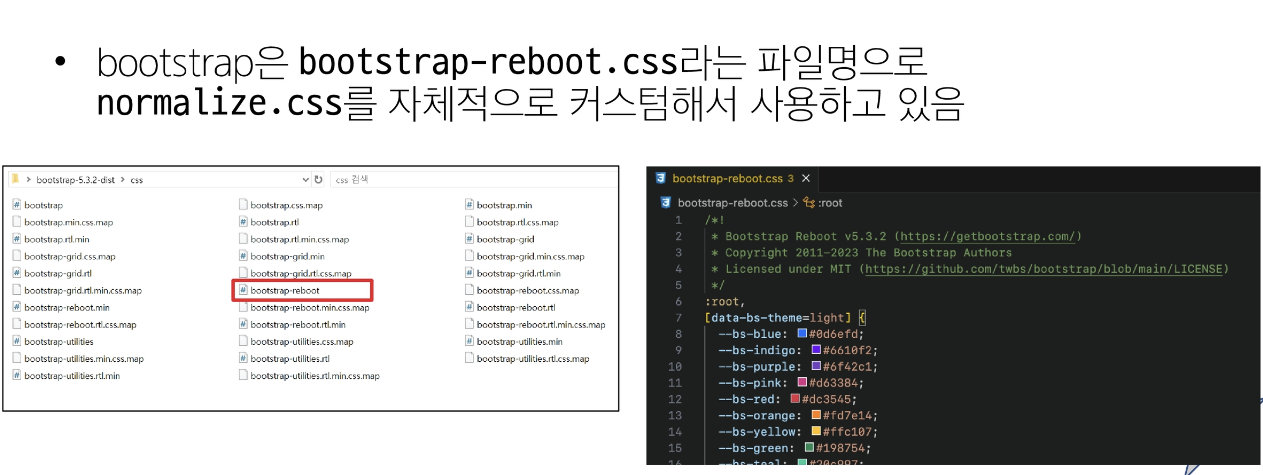 • bootstrap은 bootstrap-reboot.css라는 파일명으로
normalize.css를 자체적으로 커스텀해서 사용하고 있음
bootstrap-5.3.2-dist > css
css 검색
bootstrap
bootstrap.min.css.map
bootstrap.rtl.min
bootstrap-grid.css.map
bootstrap-grid.rtl
bootstrap-grid.rtl.min.css.map
bootstrap-reboot.min
bootstrap-reboot.rtl.css.map
bootstrap-utilities
bootstrap-utilities.min.css.map
bootstrap-utilities.rtl.min
bootstrap.css.map
bootstrap.rtl
bootstrap.rtl.min.css.map
bootstrap-grid.min
bootstrap-grid.rtl.css.map
bootstrap-reboot
bootstrap-reboot.min.css.map
bootstrap-reboot.rtl.min
bootstrap-utilities.css.map
bootstrap-utilities.rtl
bootstrap-utilities.rtl.min.css.map
bootstrap.min
bootstrap.rtl.css.map
bootstrap-grid
bootstrap-grid.min.css.map
bootstrap-grid.rtl.min
bootstrap-reboot.css.map
bootstrap-reboot.rtl
bootstrap-reboot.rtl.min.css.map
bootstrap-utilities.min
bootstrap-utilities.rtl.css.map
bootstrap-reboot.css 3
bootstrap-reboot.css > :root
1 /*!
2 * Bootstrap Reboot v5.3.2 (https://getbootstrap.com/)
3 * Copyright 2011-2023 The Bootstrap Authors
4 * Licensed under MIT (https://github.com/twbs/bootstrap/blob/main/LICENSE)
5 */
6 :root,
7 [data-bs-theme=light] {
8 --bs-blue: #0d6efd;
9 --bs-indigo: #6610f2;
10 --bs-purple: #6f42c1;
11 --bs-pink: #d63384;
12 --bs-red: #dc3545;
13 --bs-orange: #fd7e14;
14 --bs-yellow: #ffc107;
15 --bs-green: #198754;
16 --bs-teal: #20c997;